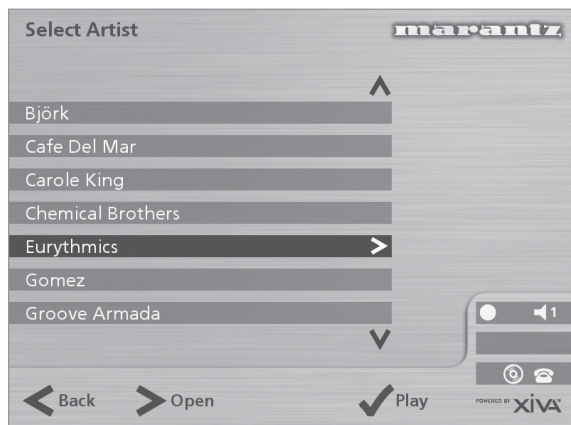 Select Artist
marantz
Björk
Cafe Del Mar
Carole King
Chemical Brothers
Eurythmics
Gomez
Groove Armada
1
Back
Open
Play
POWERED BY XiVA™